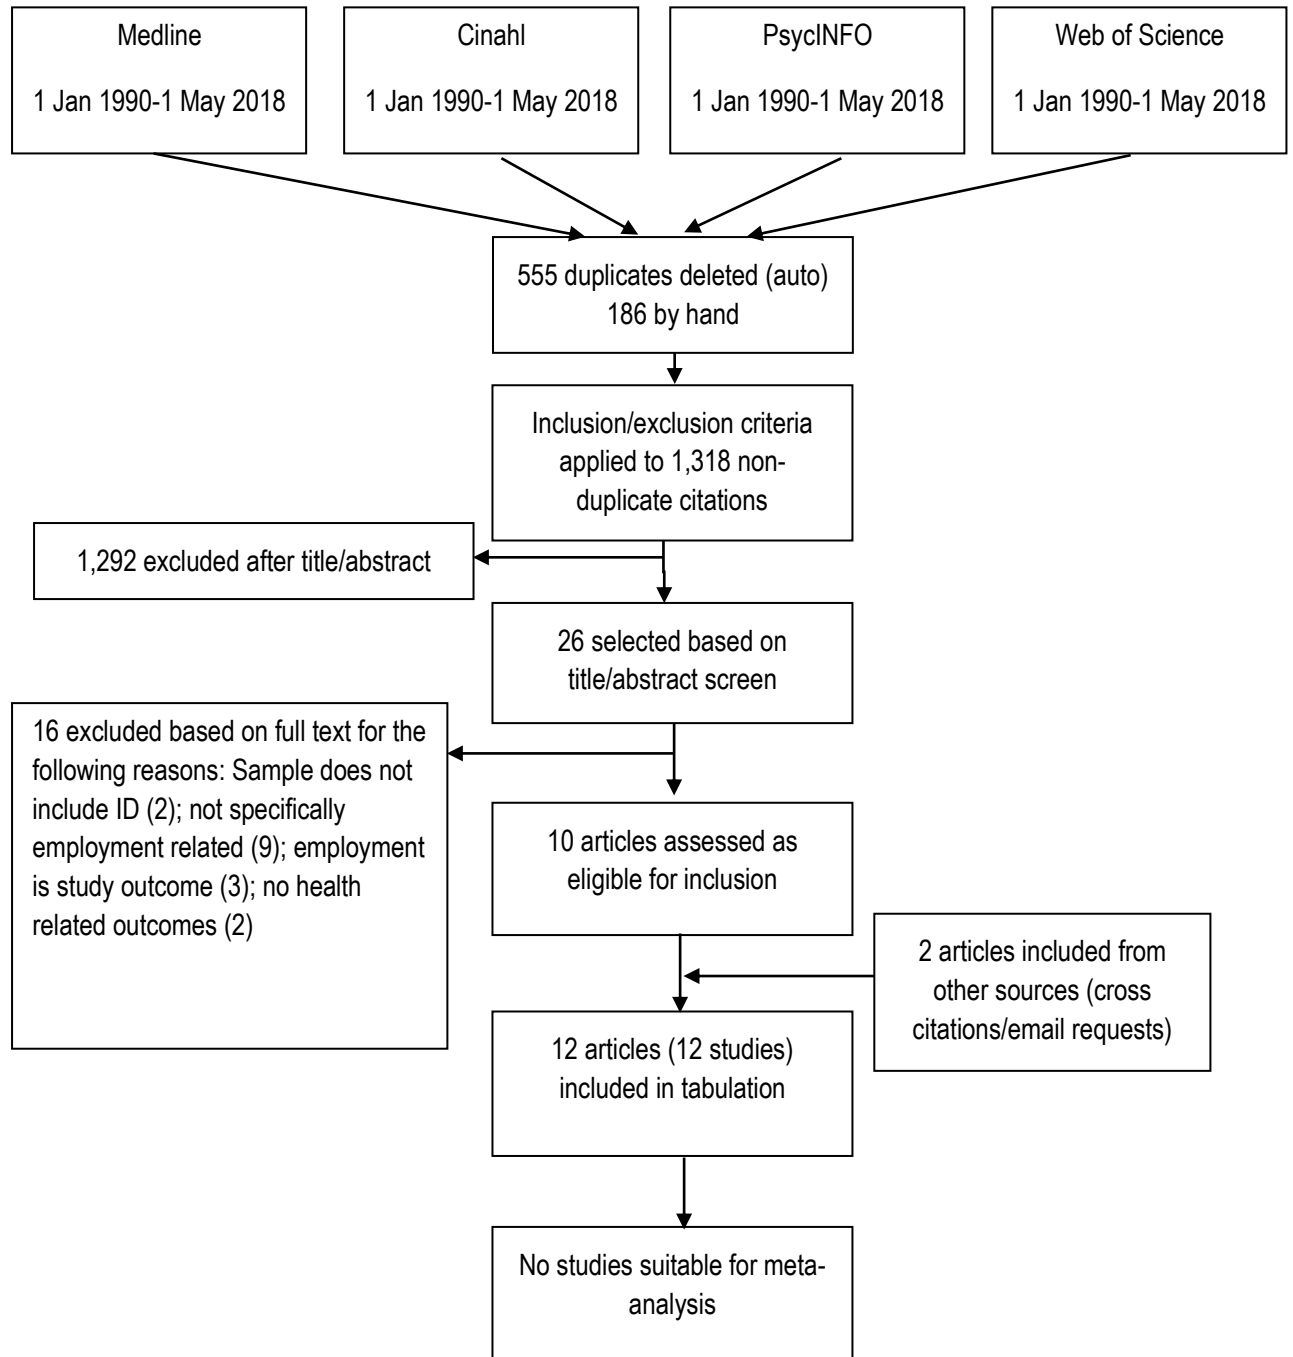 Medline
1 Jan 1990-1 May 2018
Cinahl
1 Jan 1990-1 May 2018
PsycINFO
1 Jan 1990-1 May 2018
Web of Science
1 Jan 1990-1 May 2018
555 duplicates deleted (auto)
186 by hand
Inclusion/exclusion criteria
applied to 1,318 non-
duplicate citations
1,292 excluded after title/abstract
26 selected based on
title/abstract screen
16 excluded based on full text for the
following reasons: Sample does not
include ID (2); not specifically
employment related (9); employment
is study outcome (3); no health
related outcomes (2)
10 articles assessed as
eligible for inclusion
2 articles included from
other sources (cross
citations/email requests)
12 articles (12 studies)
included in tabulation
No studies suitable for meta-
analysis